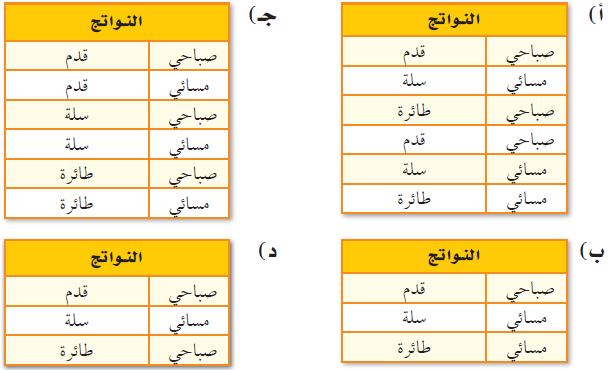 أ)
النواتج
صباحي قدم
مسائي سلة
صباحي طائرة
صباحي قدم
مسائي سلة
مسائي طائرة
جـ)
النواتج
صباحي قدم
مسائي قدم
صباحي سلة
مسائي سلة
صباحي طائرة
مسائي طائرة
ب)
النواتج
صباحي قدم
مسائي سلة
مسائي طائرة
د)
النواتج
صباحي قدم
مسائي سلة
صباحي طائرة